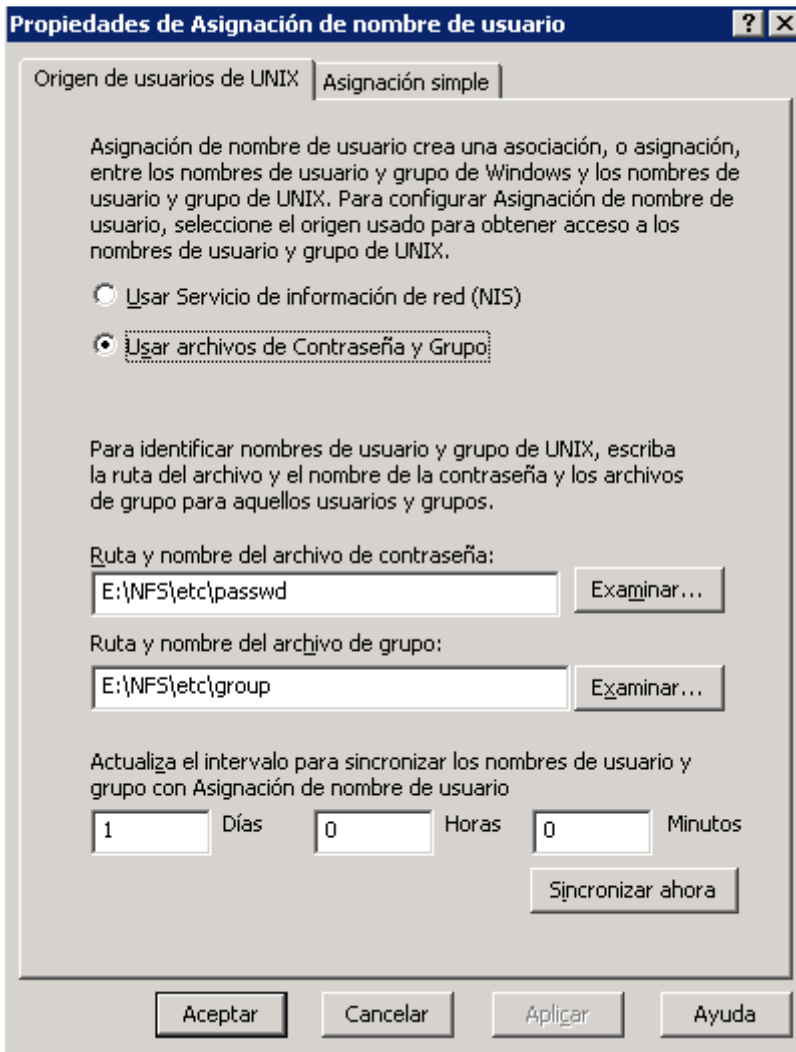 Propiedades de Asignación de nombre de usuario
Origen de usuarios de UNIX
Asignación simple
Asignación de nombre de usuario crea una asociación, o asignación,
entre los nombres de usuario y grupo de Windows y los nombres de
usuario y grupo de UNIX. Para configurar Asignación de nombre de
usuario, seleccione el origen usado para obtener acceso a los
nombres de usuario y grupo de UNIX.
Usar Servicio de información de red (NIS)
Usar archivos de Contraseña y Grupo
Para identificar nombres de usuario y grupo de UNIX, escriba
la ruta del archivo y el nombre de la contraseña y los archivos
de grupo para aquellos usuarios y grupos.
Ruta y nombre del archivo de contraseña:
E:\NFS\etc\passwd
Examinar...
Ruta y nombre del archivo de grupo:
E:\NFS\etc\group
Examinar...
Actualiza el intervalo para sincronizar los nombres de usuario y
grupo con Asignación de nombre de usuario
1 Días 0 Horas 0 Minutos
Sincronizar ahora
Aceptar Cancelar Aplicar Ayuda